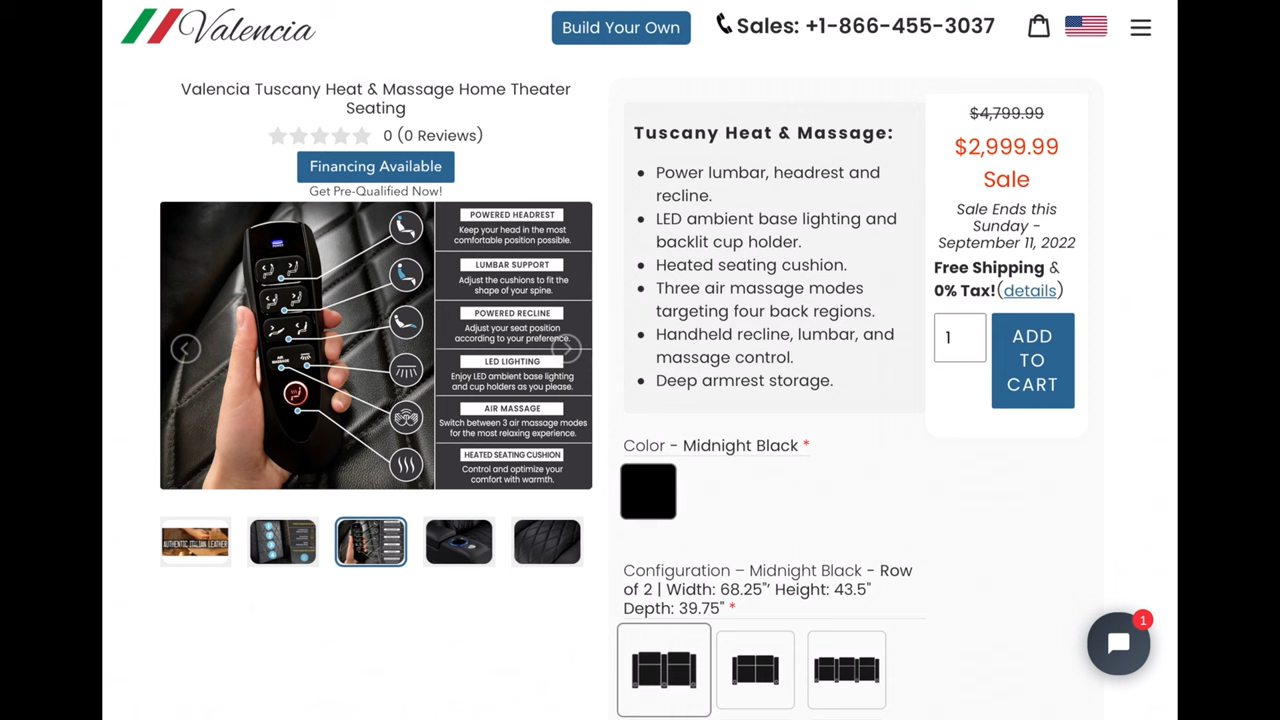 Valencia
Build Your Own
Sales: +1-866-455-3037
Valencia Tuscany Heat & Massage Home Theater
Seating
0 (0 Reviews)
Financing Available
Get Pre-Qualified Now!
POWERED HEADREST
Keep your head in the most
comfortable position possible.
LUMBAR SUPPORT
Adjust the cushions to fit the
shape of your spine.
POWERED RECLINE
Adjust your seat position
according to your preference.
LED LIGHTING
Enjoy LED ambient base lighting
and cup holders as you please.
AIR MASSAGE
Switch between 3 air massage modes
for the most relaxing experience.
HEATED SEATING CUSHION
Control and optimize your
comfort with warmth.
AIR
MASSAGE
AUTHENTIC ITALIAN LEATHER
Tuscany Heat & Massage:
• Power lumbar, headrest and
recline.
• LED ambient base lighting and
backlit cup holder.
• Heated seating cushion.
• Three air massage modes
targeting four back regions.
• Handheld recline, lumbar, and
massage control.
• Deep armrest storage.
$4,799.99
$2,999.99
Sale
Sale Ends this
Sunday -
September 11, 2022
Free Shipping &
0% Tax!(details)
1
ADD
TO
CART
Color - Midnight Black *
Configuration – Midnight Black - Row
of 2 | Width: 68.25"′ Height: 43.5"
Depth: 39.75" *
1